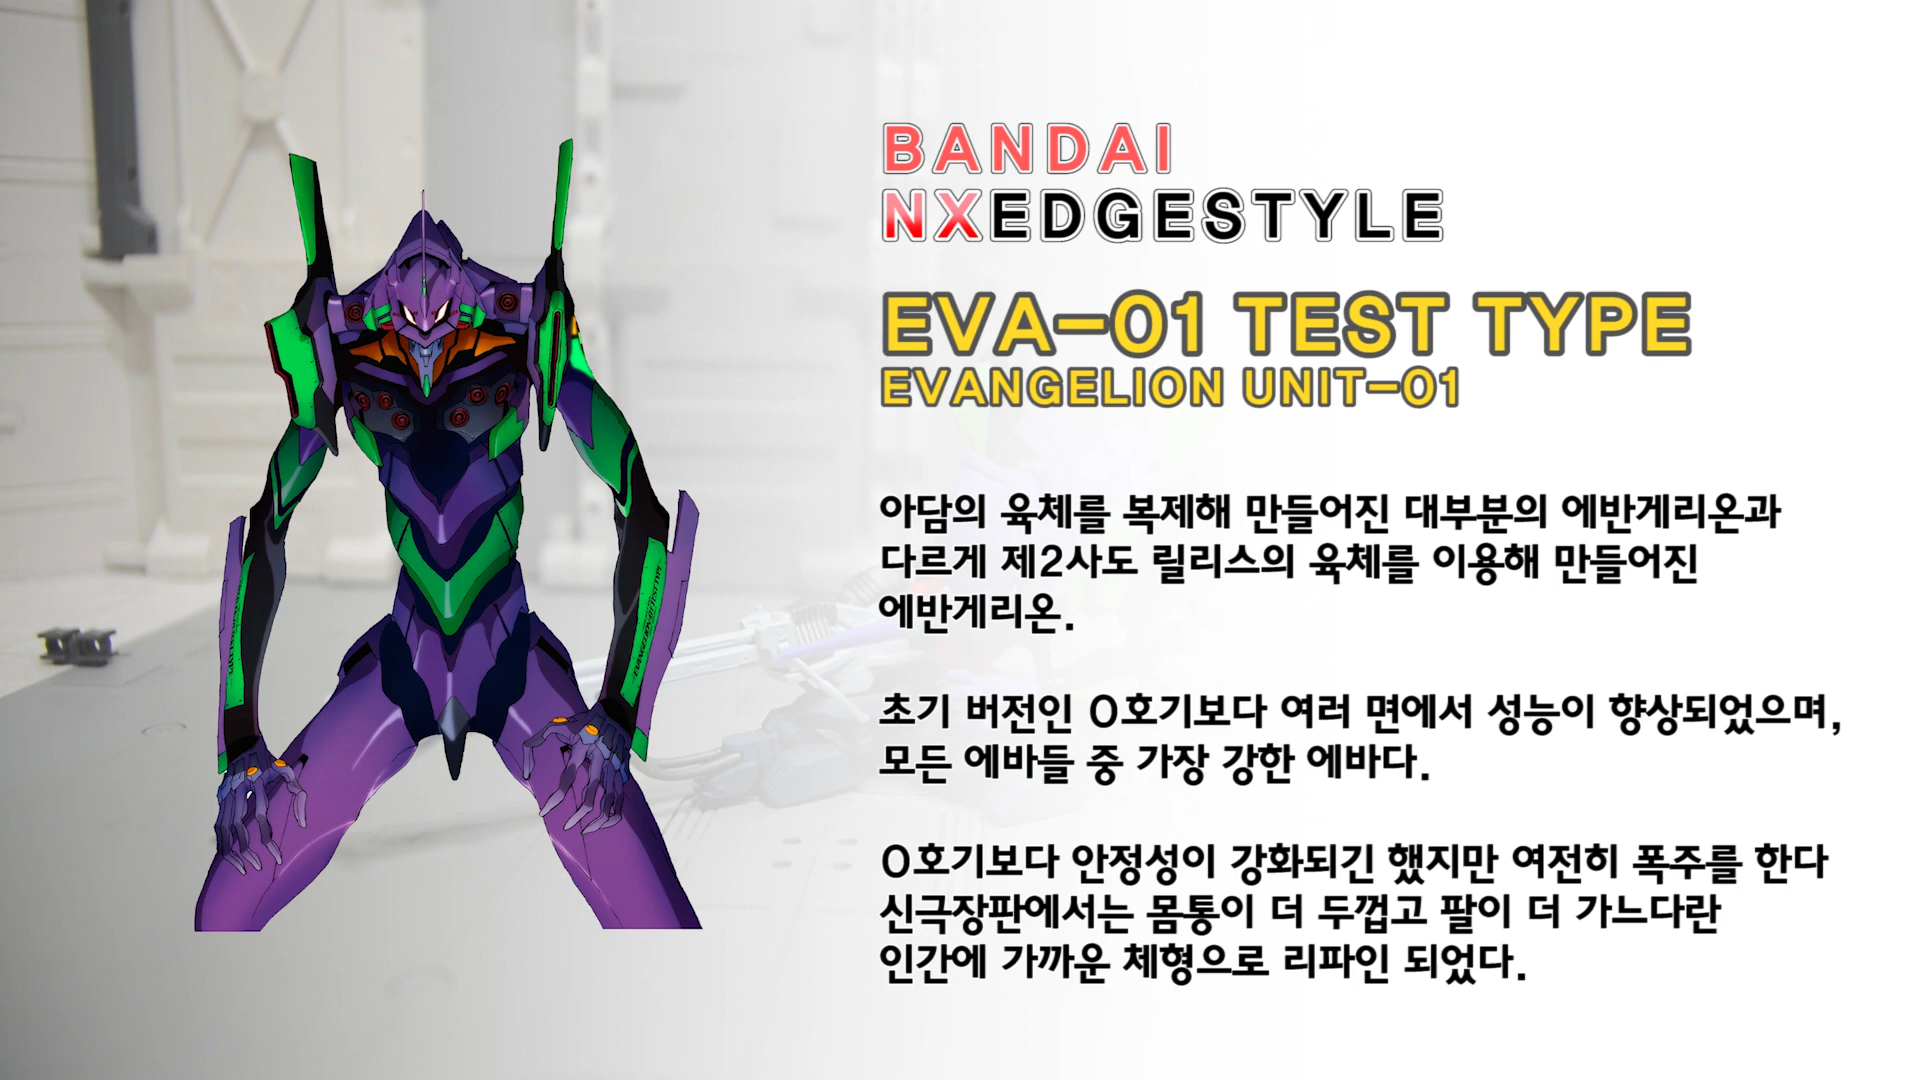 BANDAI
NXEDGESTYLE
EVA-01 TEST TYPE
EVANGELION UNIT-01
아담의 육체를 복제해 만들어진 대부분의 에반게리온과
다르게 제2사도 릴리스의 육체를 이용해 만들어진
에반게리온.
초기 버전인 0호기보다 여러 면에서 성능이 향상되었으며,
모든 에바들 중 가장 강한 에바다.
0호기보다 안정성이 강화되긴 했지만 여전히 폭주를 한다
신극장판에서는 몸통이 더 두껍고 팔이 더 가느다란
인간에 가까운 체형으로 리파인 되었다.
EVANGELION-01 TEST TYPE